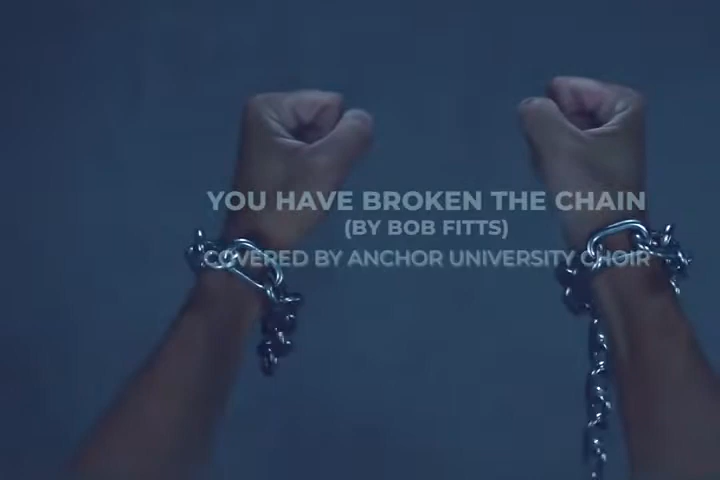 YOU HAVE BROKEN THE CHAIN
(BY BOB FITTS)
COVERED BY ANCHOR UNIVERSITY CHOIR